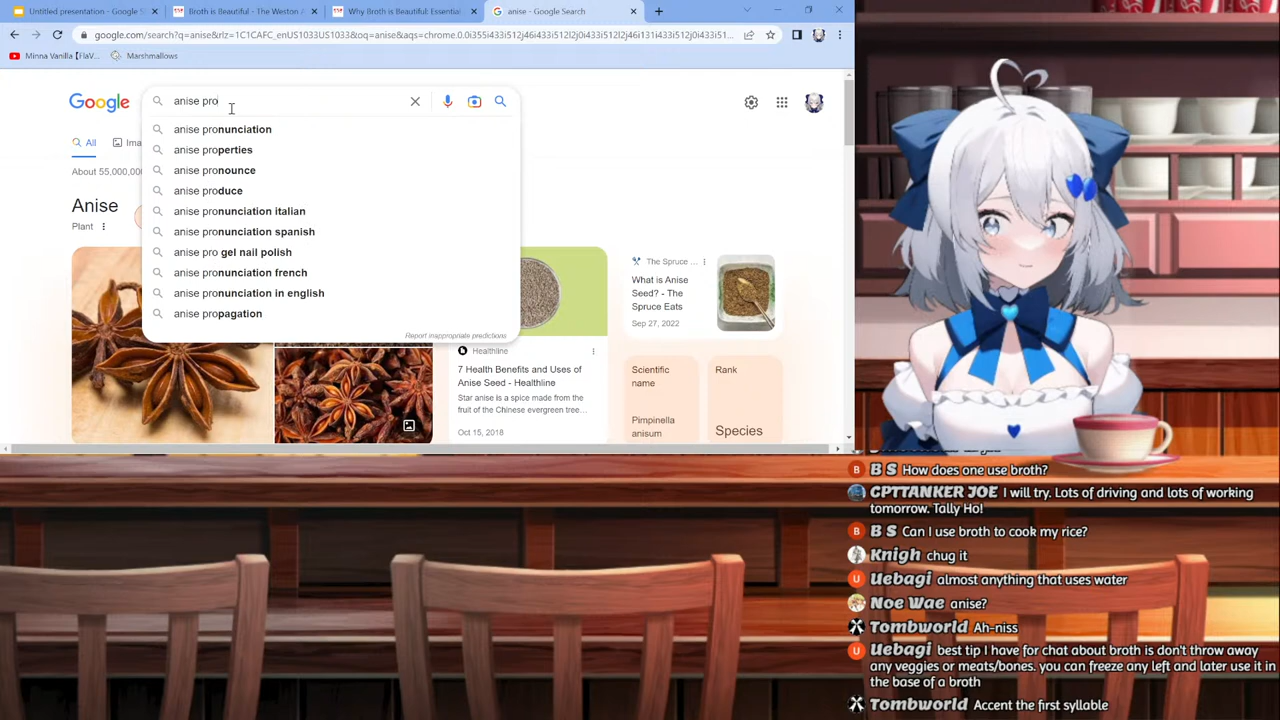 Untitled presentation - Google S
Broth is Beautiful - The Weston A
Why Broth is Beautiful: Essential
anise - Google Search
google.com/search?q=anise&rlz=1C1CAFC_enUS1033US1033&oq=anise&aqs=chrome.0.0i355i433i512j46i433i512l2j0i433i512l2j46i131i433i512j0i433i51...
Minna Vanilla【FlaV...
Marshmallows
Google
anise pro
anise pronunciation
anise properties
anise pronounce
anise produce
anise pronunciation italian
anise pronunciation spanish
anise pro gel nail polish
anise pronunciation french
anise pronunciation in english
anise propagation
Report inappropriate predictions
All
Ima
About 55,000,000
Anise
Plant
Healthline
7 Health Benefits and Uses of
Anise Seed - Healthline
Star anise is a spice made from the
fruit of the Chinese evergreen tree...
Oct 15, 2018
The Spruce ...
What is Anise
Seed? - The
Spruce Eats
Sep 27, 2022
Scientific
name
Pimpinella
anisum
Rank
Species
B S How does one use broth?
CPTTANKER JOE I will try. Lots of driving and lots of working
tomorrow. Tally Ho!
B S Can I use broth to cook my rice?
Knigh chug it
Uebagi almost anything that uses water
Noe Wae anise?
Tombworld Ah-niss
Uebagi best tip I have for chat about broth is don't throw away
any veggies or meats/bones. you can freeze any left and later use it in
the base of a broth
Tombworld Accent the first syllable